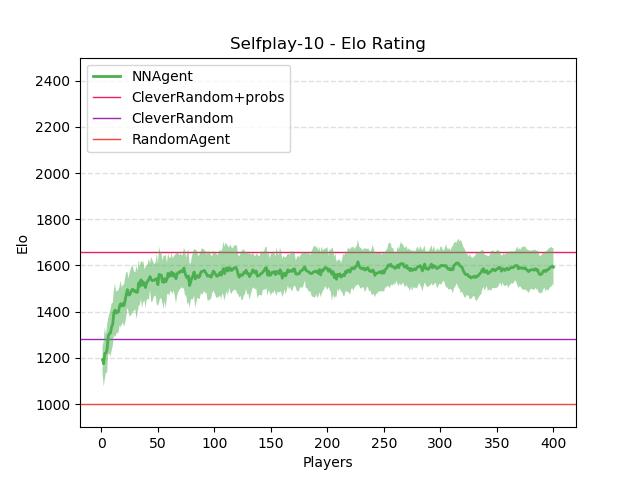 Selfplay-10 - Elo Rating
NNAgent
CleverRandom+probs
CleverRandom
RandomAgent
2400
2200
2000
1800
1600
1400
1200
1000
Elo
0 50 100 150 200 250 300 350 400
Players